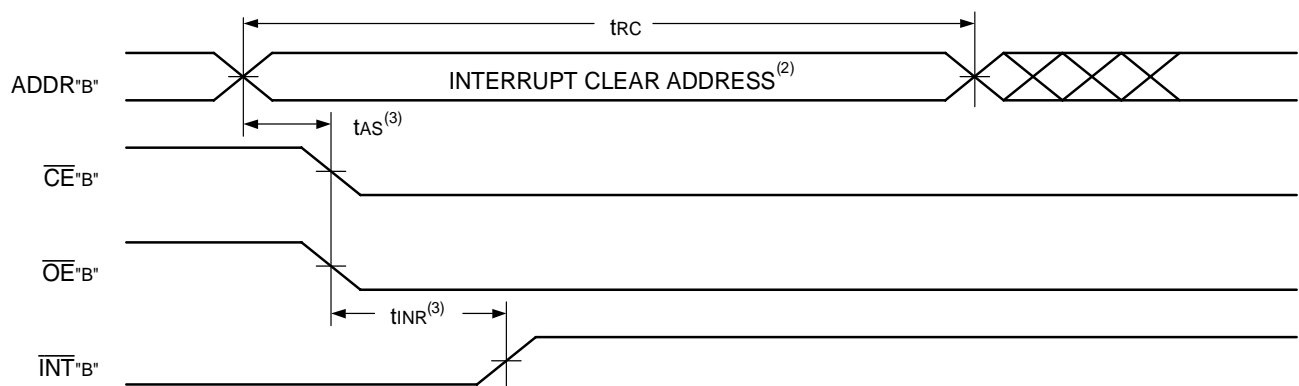 tRC
ADDR"B"
INTERRUPT CLEAR ADDRESS(2)
tAS(3)
CE"B"
OE"B"
tINR(3)
INT"B"